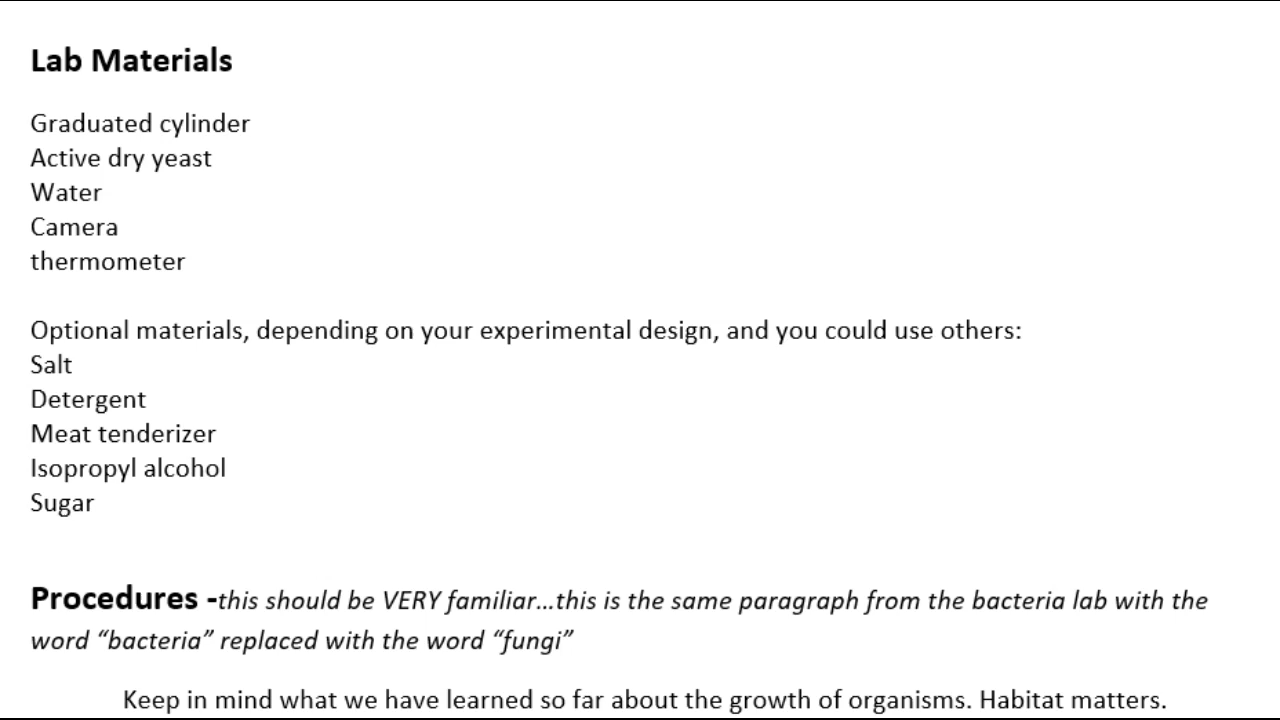 Lab Materials
Graduated cylinder
Active dry yeast
Water
Camera
thermometer
Optional materials, depending on your experimental design, and you could use others:
Salt
Detergent
Meat tenderizer
Isopropyl alcohol
Sugar
Procedures -this should be VERY familiar…this is the same paragraph from the bacteria lab with the
word “bacteria” replaced with the word “fungi”
Keep in mind what we have learned so far about the growth of organisms. Habitat matters.